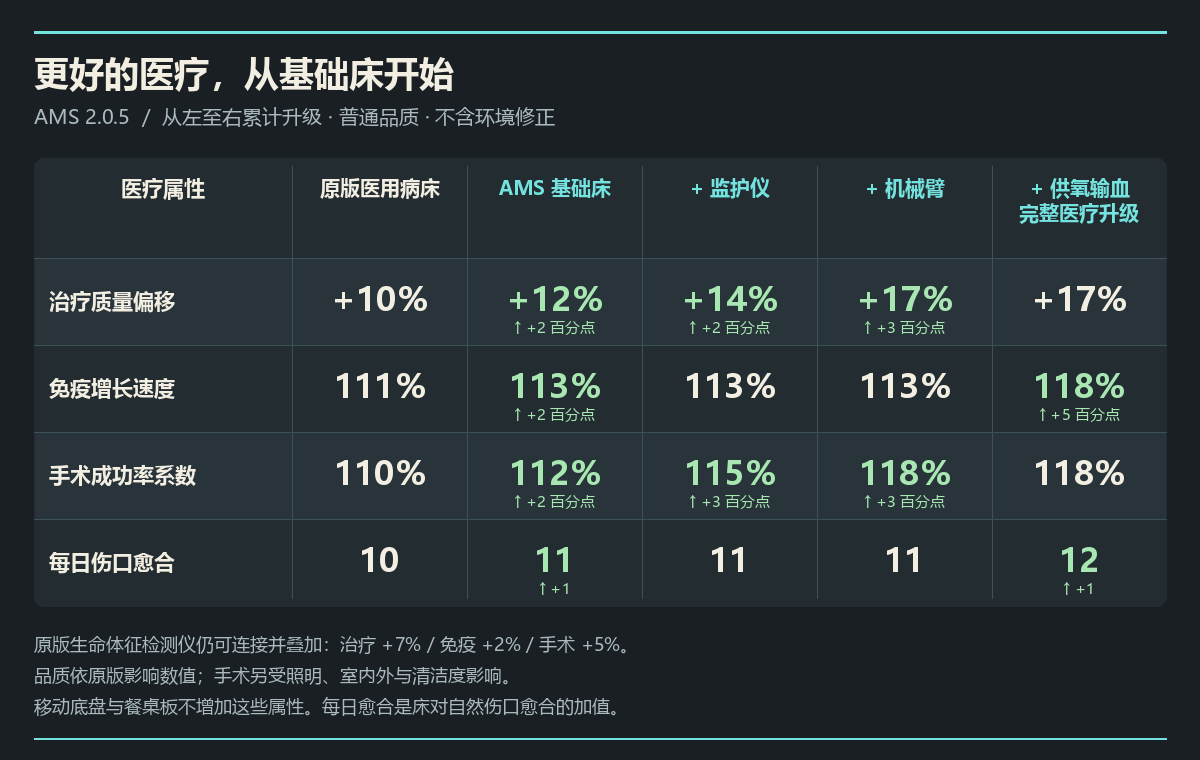 更好的医疗，从基础床开始
AMS 2.0.5 / 从左至右累计升级 · 普通品质 · 不含环境修正
医疗属性 原版医用病床 AMS 基础床 + 监护仪 + 机械臂 + 供氧输血
完整医疗升级
治疗质量偏移 +10% +12% +14% +17% +17%
↑ +2 百分点 ↑ +2 百分点 ↑ +3 百分点
免疫增长速度 111% 113% 113% 113% 118%
↑ +2 百分点 ↑ +5 百分点
手术成功率系数 110% 112% 115% 118% 118%
↑ +2 百分点 ↑ +3 百分点 ↑ +3 百分点
每日伤口愈合 10 11 11 11 12
↑ +1 ↑ +1
原版生命体征检测仪仍可连接并叠加：治疗 +7% / 免疫 +2% / 手术 +5%。
品质依原版影响数值；手术另受照明、室内外与清洁度影响。
移动底盘与餐桌板不增加这些属性。每日愈合是床对自然伤口愈合的加值。